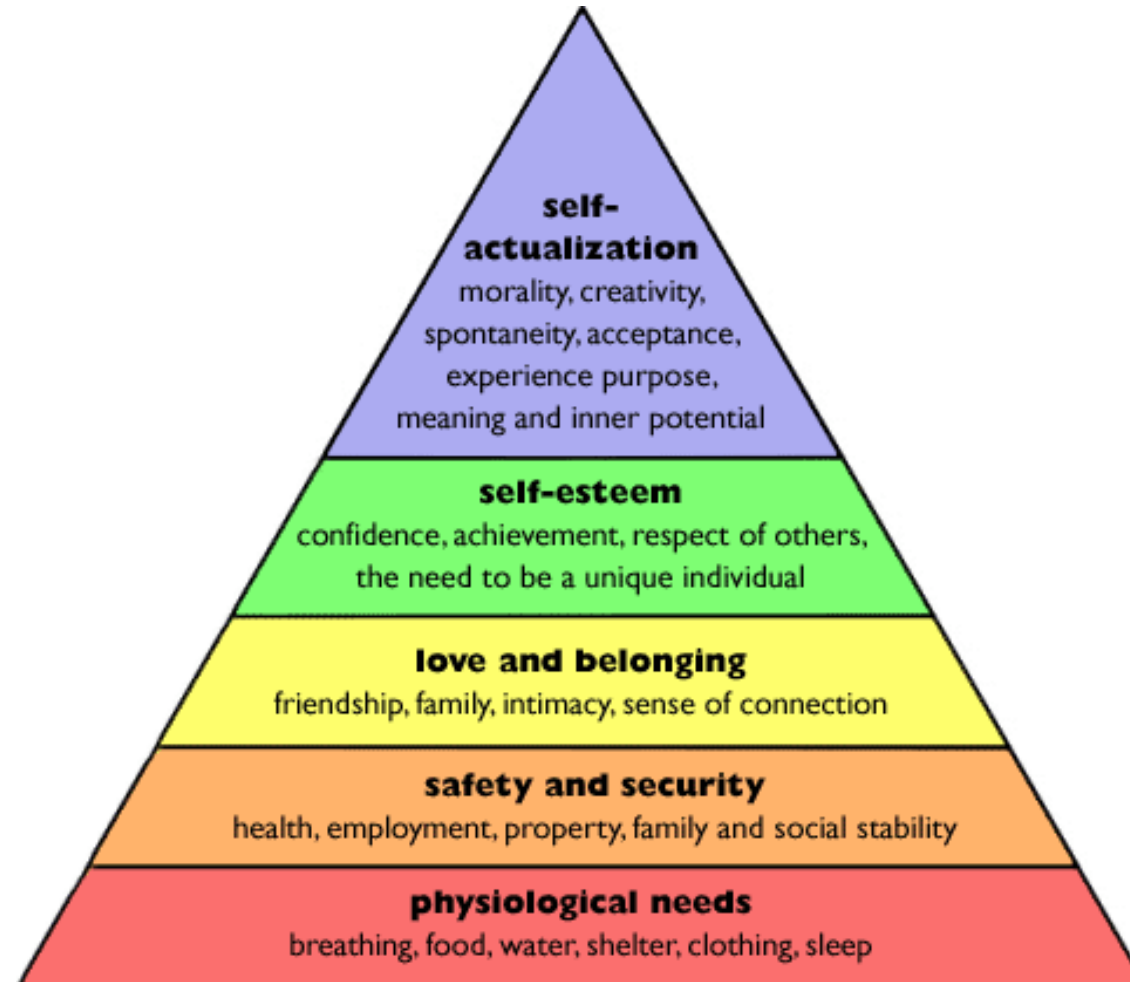 self-
actualization
morality, creativity,
spontaneity, acceptance,
experience purpose,
meaning and inner potential
self-esteem
confidence, achievement, respect of others,
the need to be a unique individual
love and belonging
friendship, family, intimacy, sense of connection
safety and security
health, employment, property, family and social stability
physiological needs
breathing, food, water, shelter, clothing, sleep